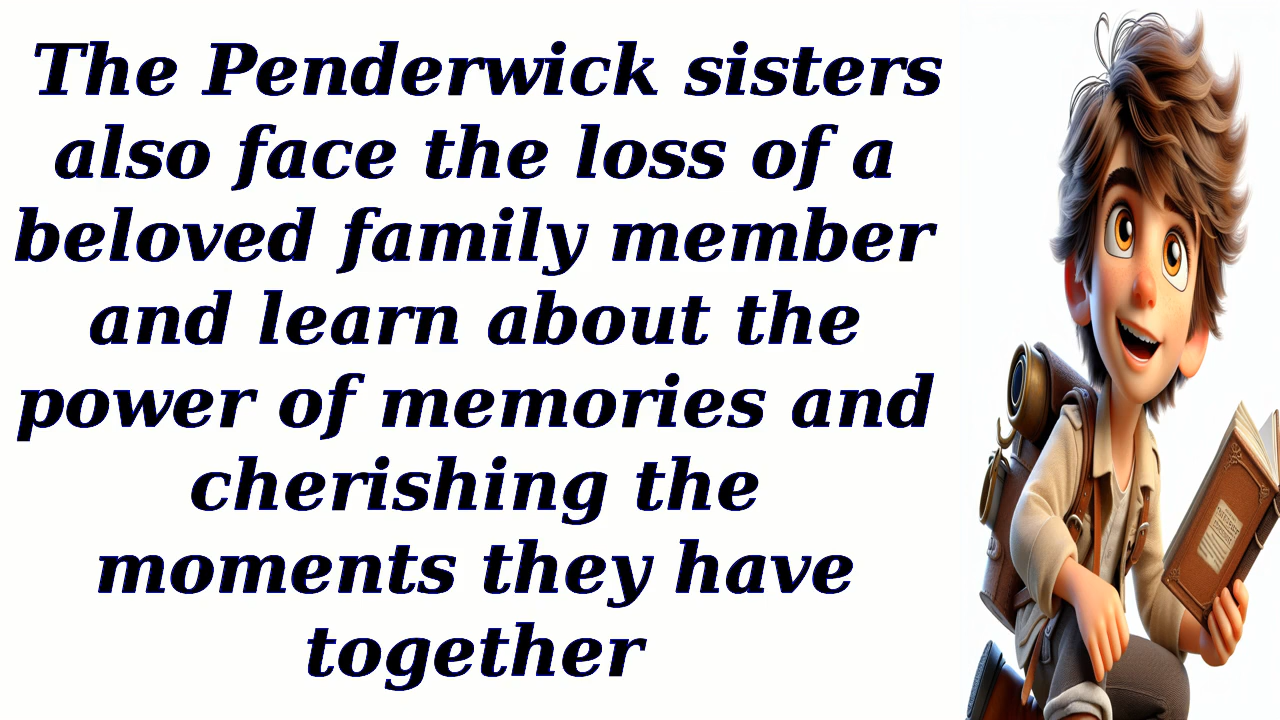 The Penderwick sisters
also face the loss of a
beloved family member
and learn about the
power of memories and
cherishing the
moments they have
together